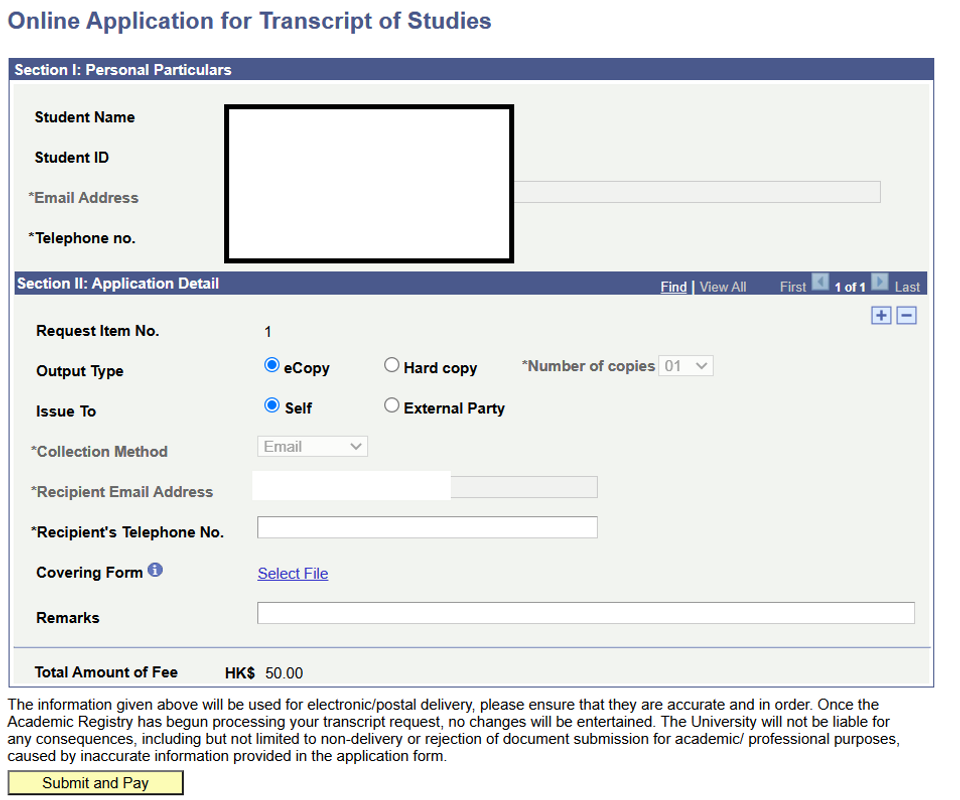 Online Application for Transcript of Studies
Section I: Personal Particulars
Student Name
Student ID
*Email Address
*Telephone no.
Section II: Application Detail Find | View All First 1 of 1 Last
Request Item No. 1
Output Type eCopy Hard copy *Number of copies 01
Issue To Self External Party
*Collection Method Email
*Recipient Email Address
*Recipient's Telephone No.
Covering Form Select File
Remarks
Total Amount of Fee HK$ 50.00
The information given above will be used for electronic/postal delivery, please ensure that they are accurate and in order. Once the
Academic Registry has begun processing your transcript request, no changes will be entertained. The University will not be liable for
any consequences, including but not limited to non-delivery or rejection of document submission for academic/ professional purposes,
caused by inaccurate information provided in the application form.
Submit and Pay